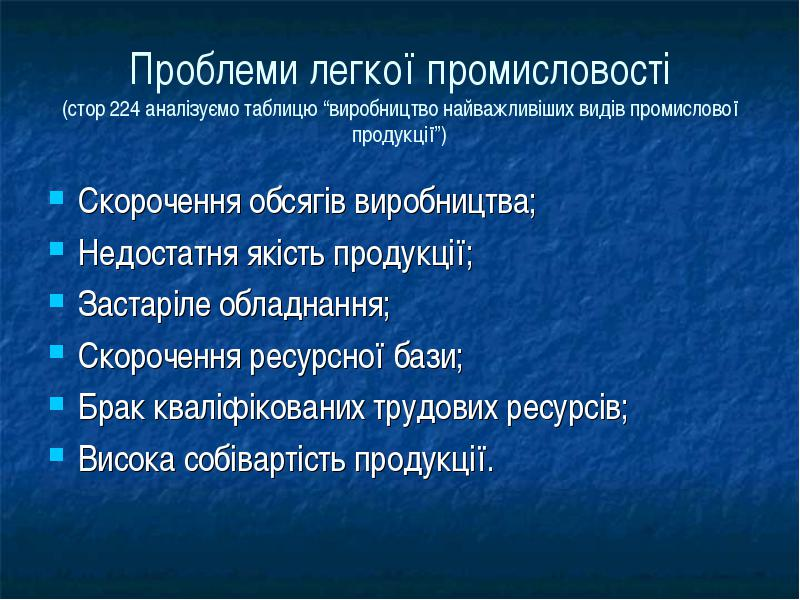 Проблеми легкої промисловості
(стор 224 аналізуємо таблицю “виробництво найважливіших видів промислової
продукції”)
Скорочення обсягів виробництва;
Недостатня якість продукції;
Застаріле обладнання;
Скорочення ресурсної бази;
Брак кваліфікованих трудових ресурсів;
Висока собівартість продукції.